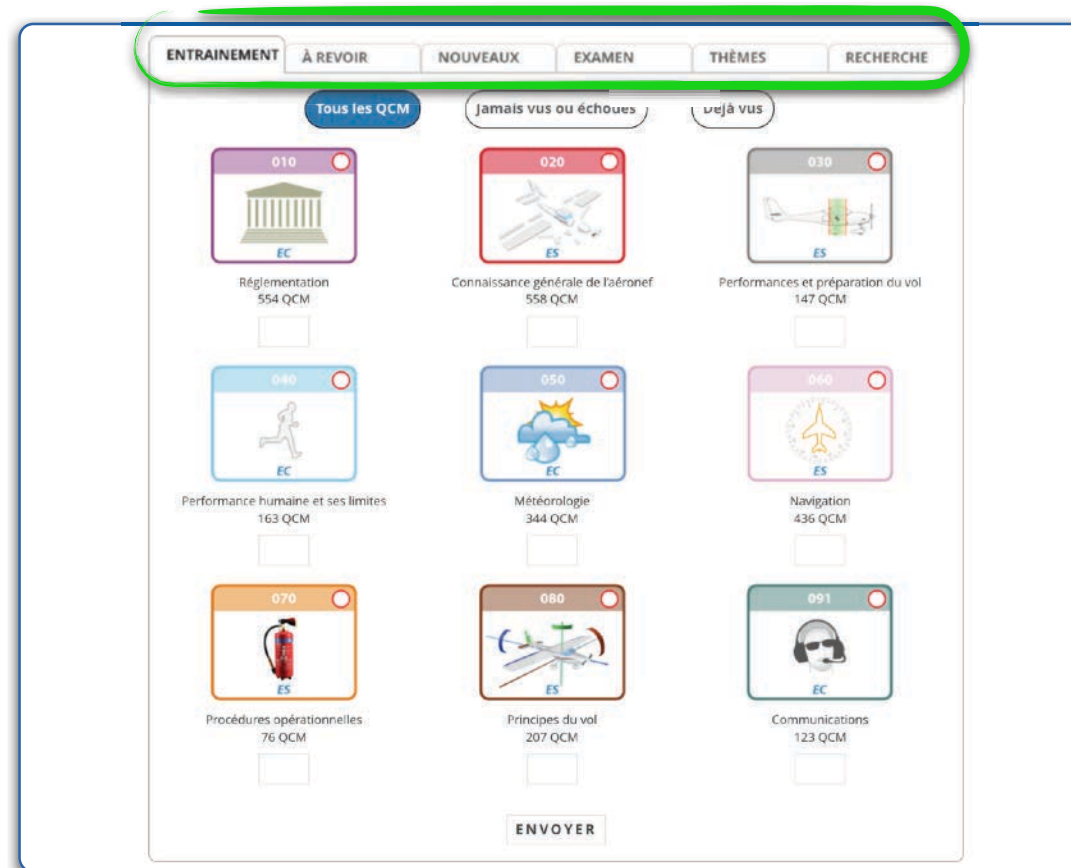 ENTRAINEMENT À REVOIR NOUVEAUX EXAMEN THÈMES RECHERCHE
Tous les QCM Jamais vus ou échoués Déjà vus
010 020 030
EC ES ES
Réglementation Connaissance générale de l'aéronef Performances et préparation du vol
554 QCM 558 QCM 147 QCM
040 050 060
EC EC ES
Performance humaine et ses limites Météorologie Navigation
163 QCM 344 QCM 436 QCM
070 080 091
ES ES EC
Procédures opérationnelles Principes du vol Communications
76 QCM 207 QCM 123 QCM
ENVOYER